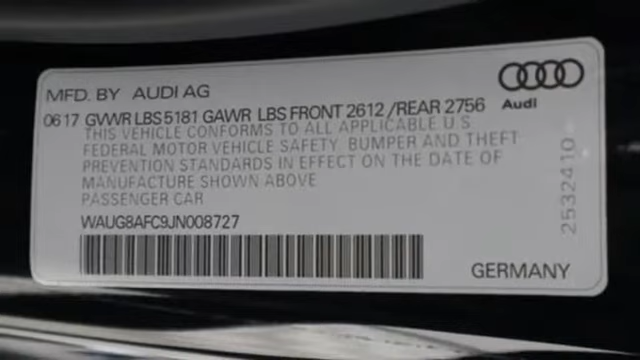 MFD. BY AUDI AG
Audi
0617 GVWR LBS 5181 GAWR LBS FRONT 2612 / REAR 2756
THIS VEHICLE CONFORMS TO ALL APPLICABLE U.S
FEDERAL MOTOR VEHICLE SAFETY, BUMPER AND THEFT
PREVENTION STANDARDS IN EFFECT ON THE DATE OF
MANUFACTURE SHOWN ABOVE
PASSENGER CAR
WAUG8AFC9JN008727
GERMANY
2532410